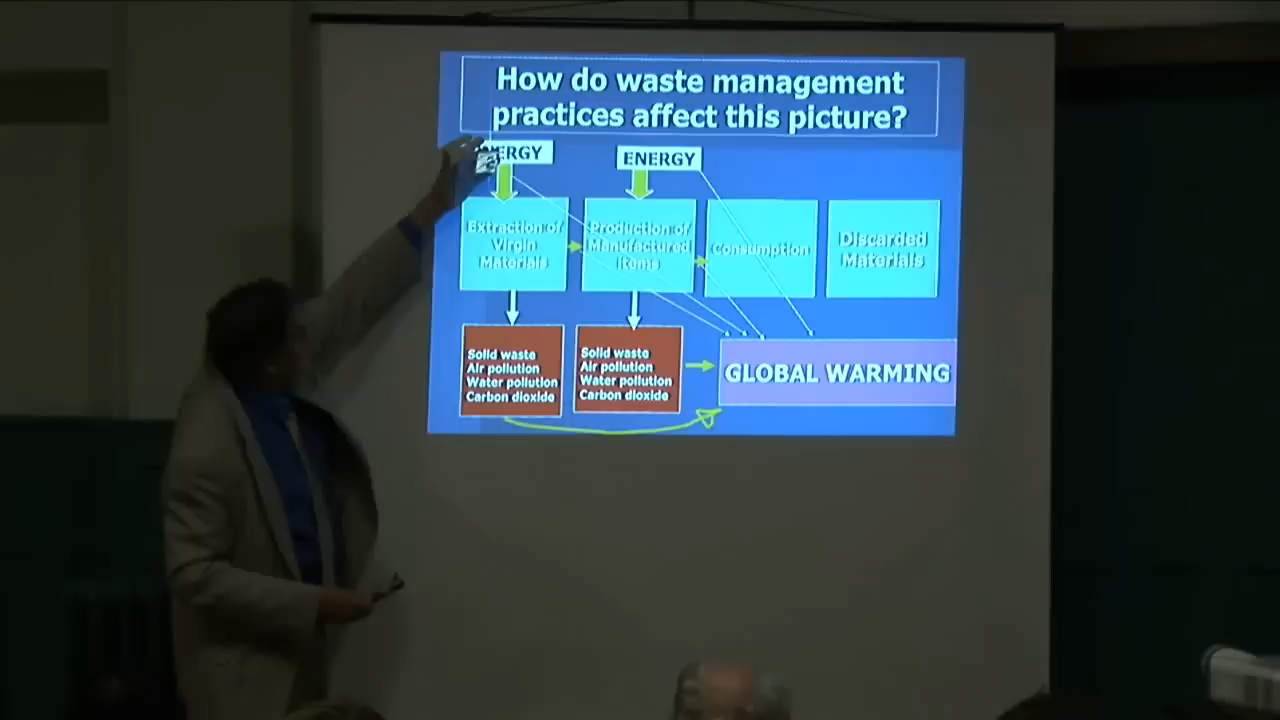 How do waste management
practices affect this picture?
ERGY
ENERGY
Extraction of
Virgin
Materials
Production of
Manufactured
items
Consumption
Discarded
Materials
Solid waste
Air pollution
Water pollution
Carbon dioxide
Solid waste
Air pollution
Water pollution
Carbon dioxide
GLOBAL WARMING